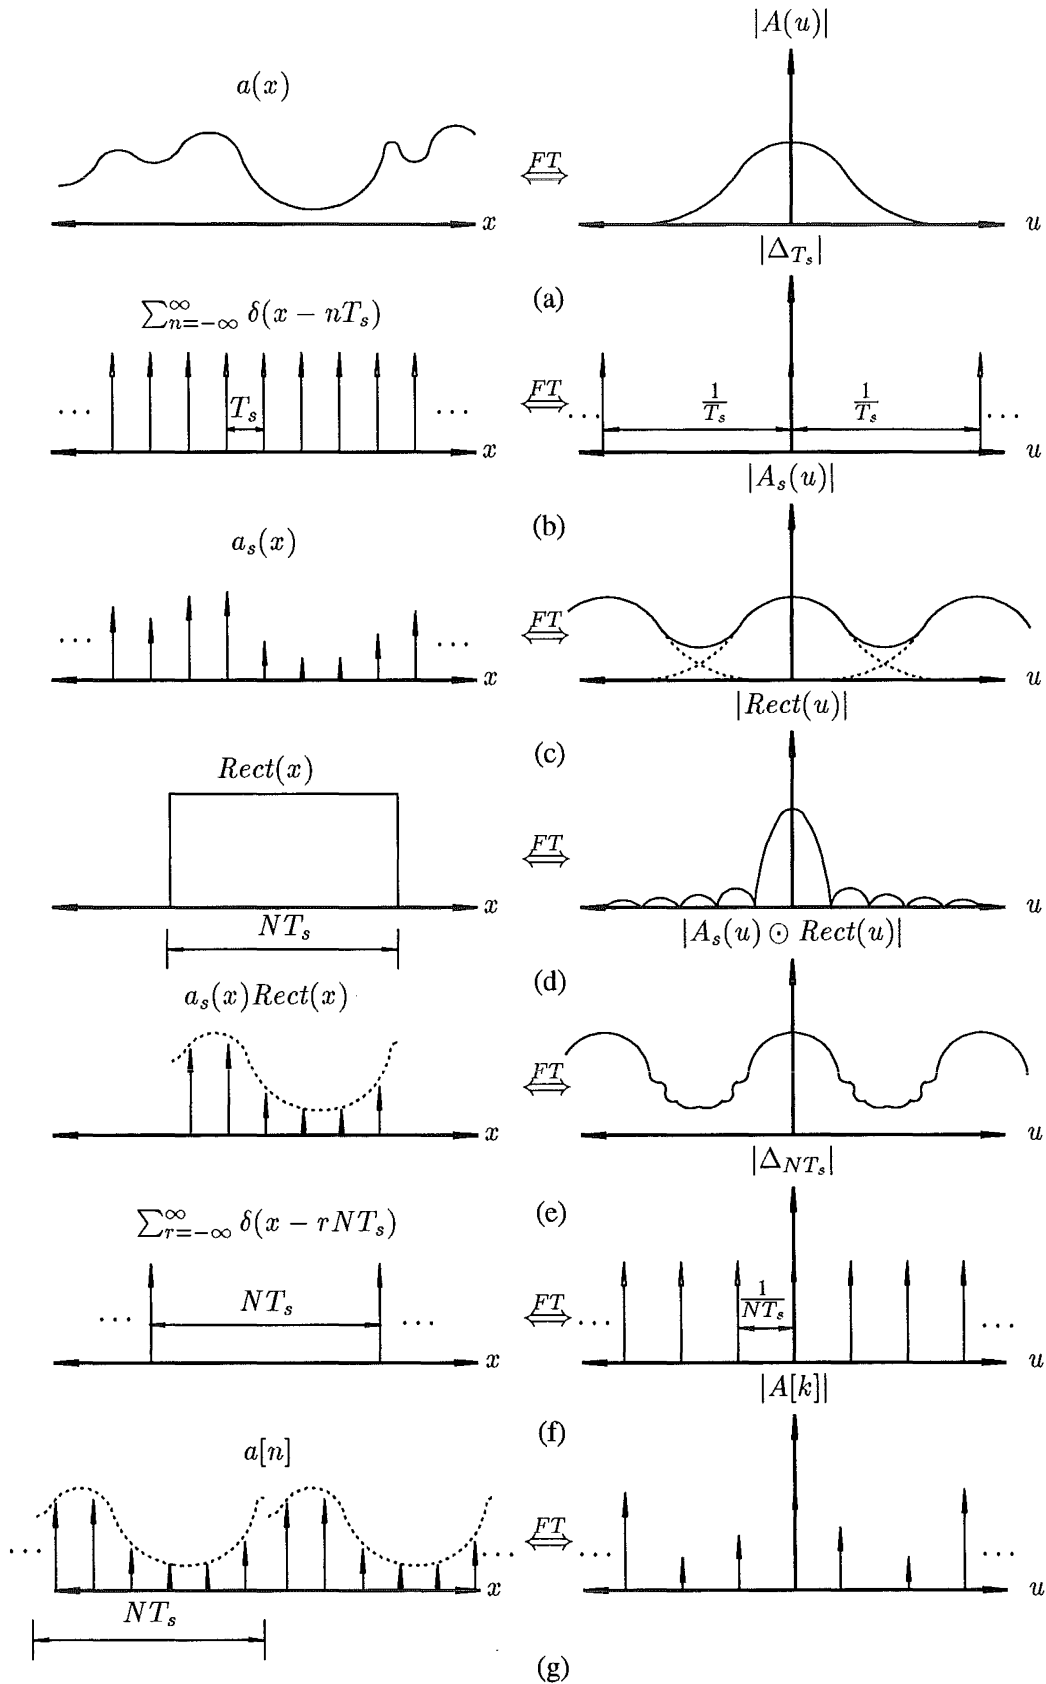 |A(u)|
a(x)
FT
x
u
|Δ_{T_s}|
(a)
∑_{n=-∞}^{∞} δ(x - nT_s)
T_s
FT
1/T_s
1/T_s
...
...
...
...
x
u
|A_s(u)|
(b)
a_s(x)
FT
...
...
x
u
|Rect(u)|
(c)
Rect(x)
FT
x
u
NT_s
|A_s(u) ⊙ Rect(u)|
(d)
a_s(x)Rect(x)
FT
x
u
|Δ_{NT_s}|
(e)
∑_{r=-∞}^{∞} δ(x - rNT_s)
NT_s
FT
1/NT_s
...
...
...
...
x
u
|A[k]|
(f)
a[n]
FT
...
...
...
...
x
u
NT_s
(g)